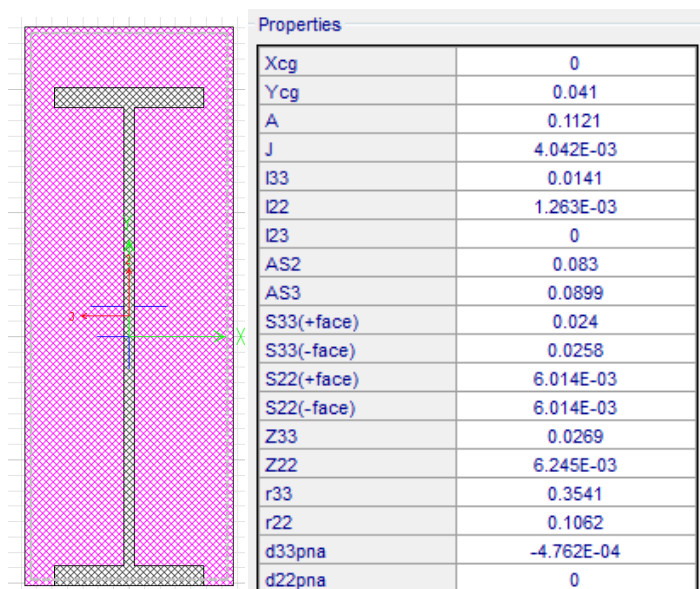 Properties
Xcg 0
Ycg 0.041
A 0.1121
J 4.042E-03
I33 0.0141
I22 1.263E-03
I23 0
AS2 0.083
AS3 0.0899
S33(+face) 0.024
S33(-face) 0.0258
S22(+face) 6.014E-03
S22(-face) 6.014E-03
Z33 0.0269
Z22 6.245E-03
r33 0.3541
r22 0.1062
d33pna -4.762E-04
d22pna 0
Y
2
3
X